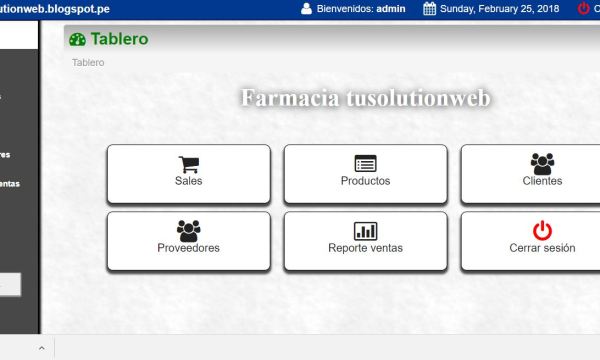 utionweb.blogspot.pe
Bienvenidos: admin
Sunday, February 25, 2018
C
Tablero
Tablero
Farmacia tusolutionweb
res
entas
Sales
Productos
Clientes
Proveedores
Reporte ventas
Cerrar sesión